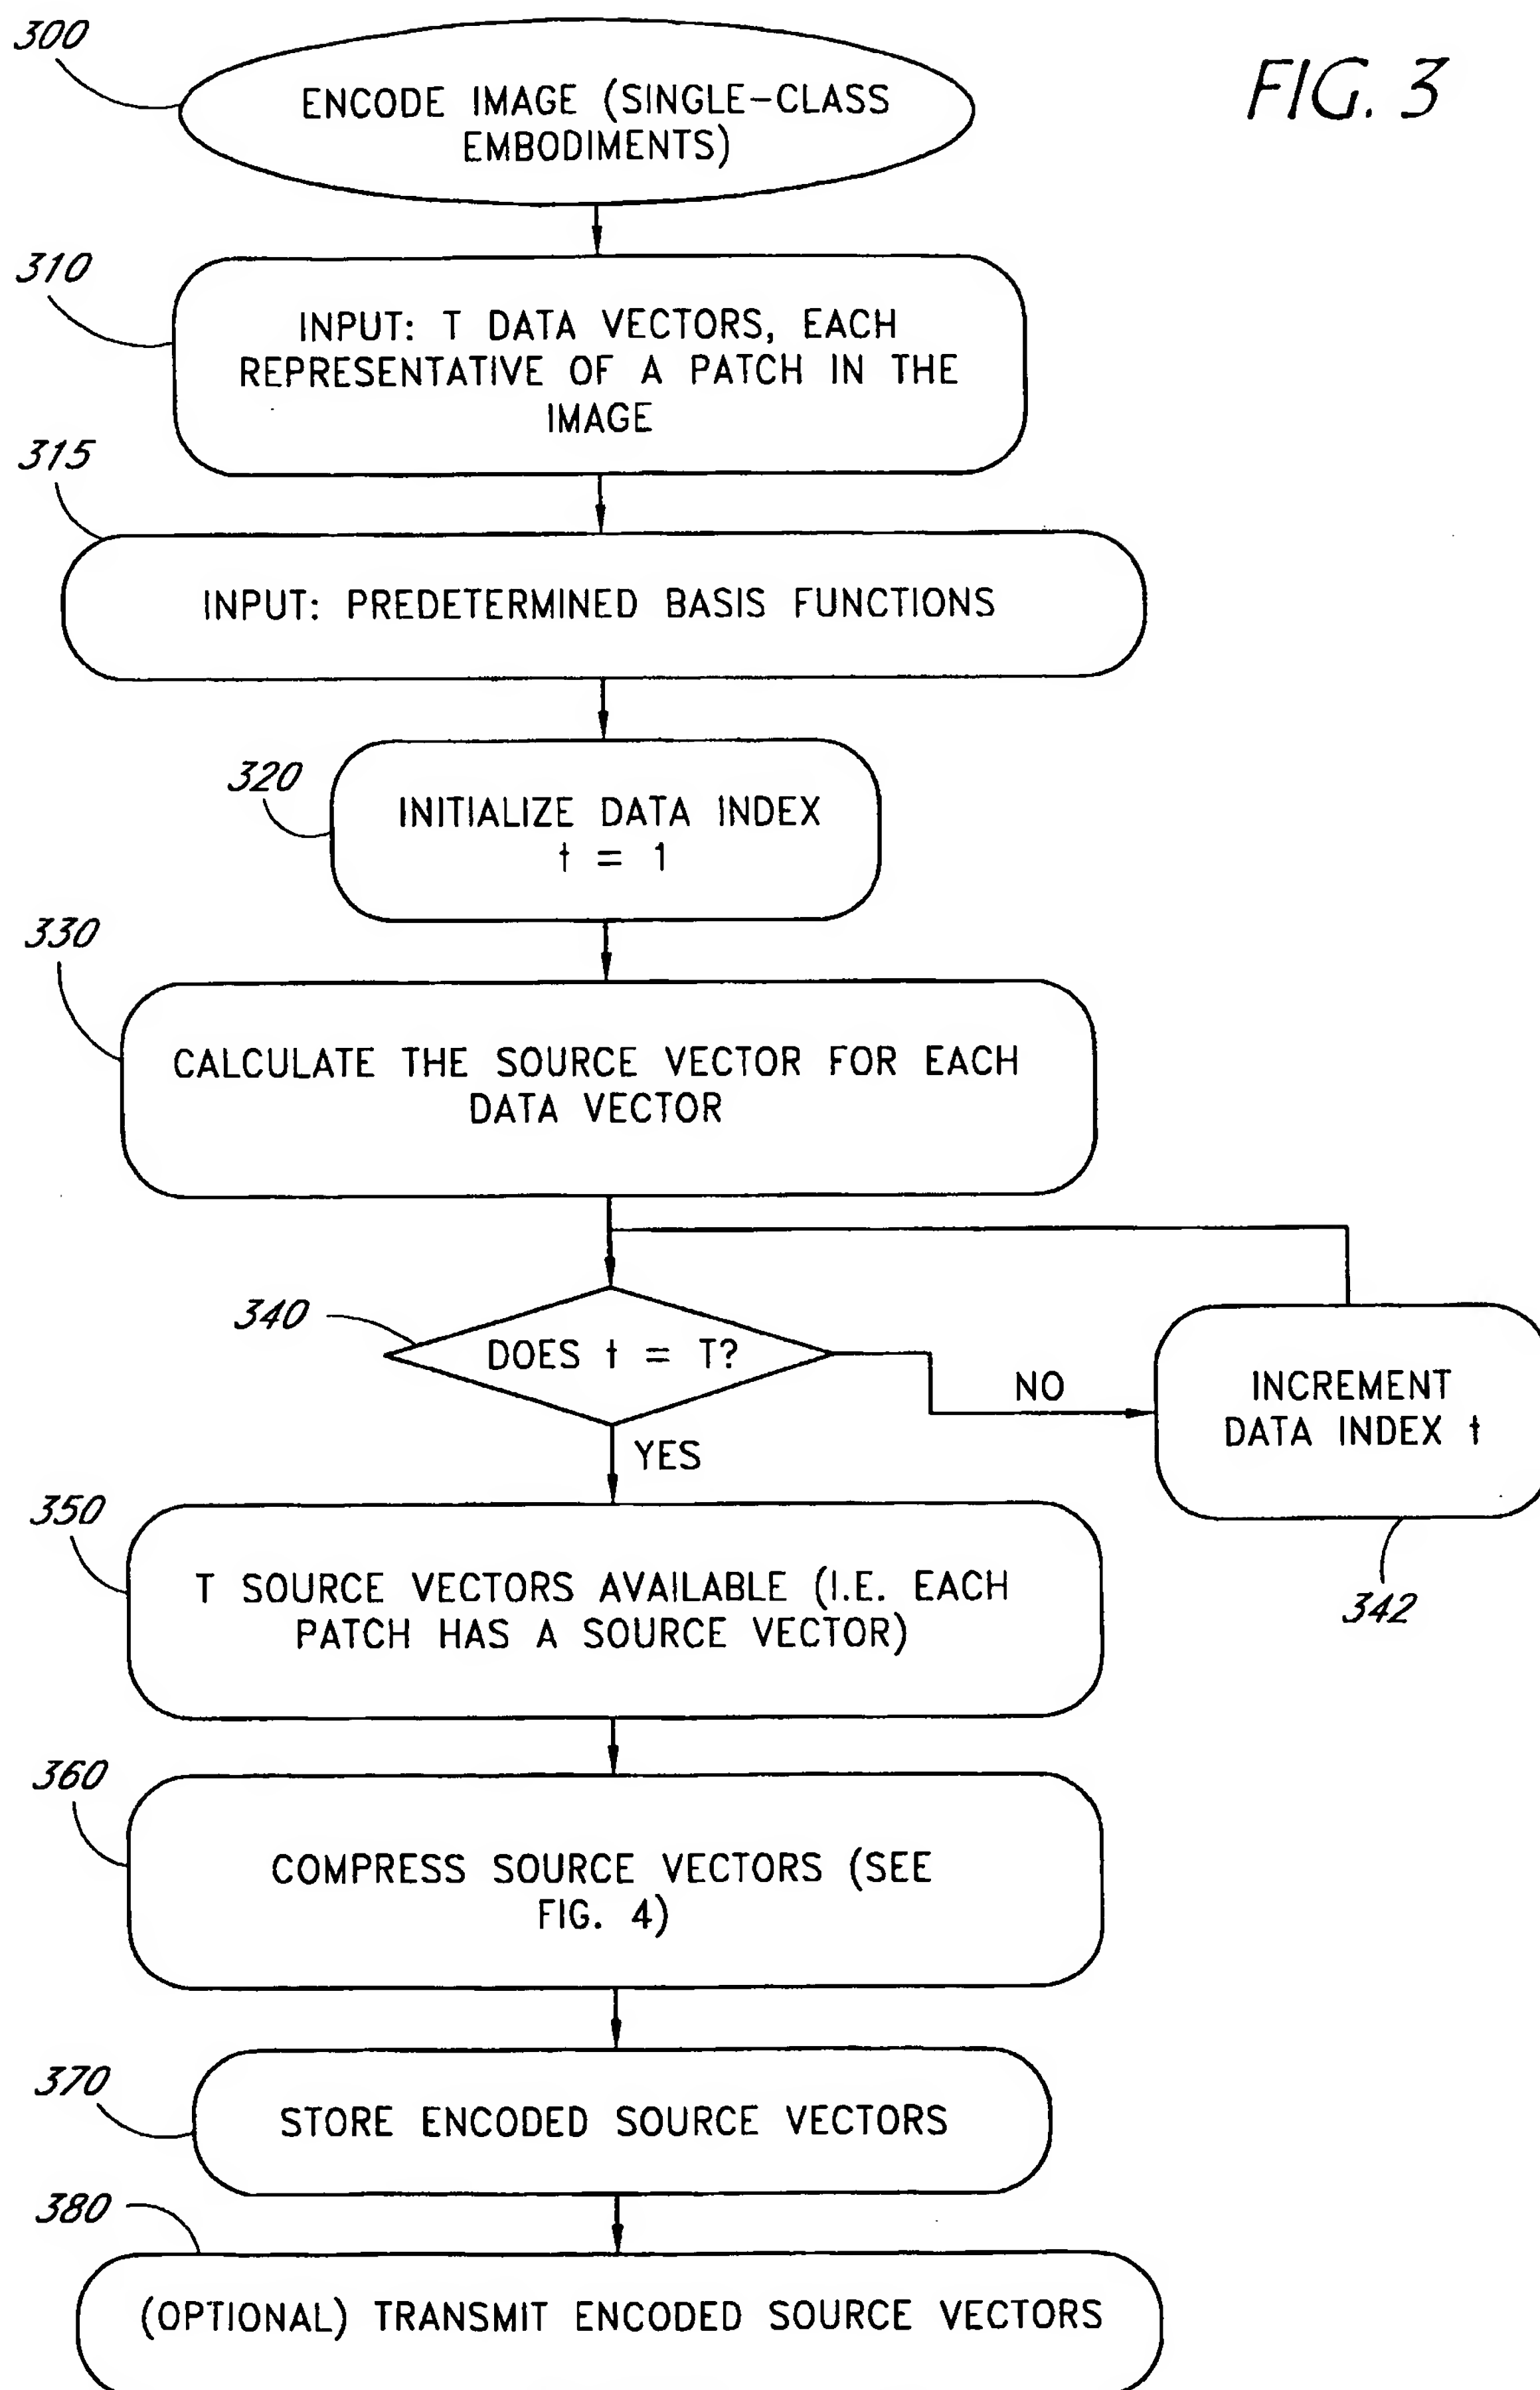 300
FIG. 3
ENCODE IMAGE (SINGLE-CLASS
EMBODIMENTS)
310
INPUT: T DATA VECTORS, EACH
REPRESENTATIVE OF A PATCH IN THE
IMAGE
315
INPUT: PREDETERMINED BASIS FUNCTIONS
320
INITIALIZE DATA INDEX
t = 1
330
CALCULATE THE SOURCE VECTOR FOR EACH
DATA VECTOR
340
DOES t = T?
NO
INCREMENT
DATA INDEX t
342
YES
350
T SOURCE VECTORS AVAILABLE (I.E. EACH
PATCH HAS A SOURCE VECTOR)
360
COMPRESS SOURCE VECTORS (SEE
FIG. 4)
370
STORE ENCODED SOURCE VECTORS
380
(OPTIONAL) TRANSMIT ENCODED SOURCE VECTORS